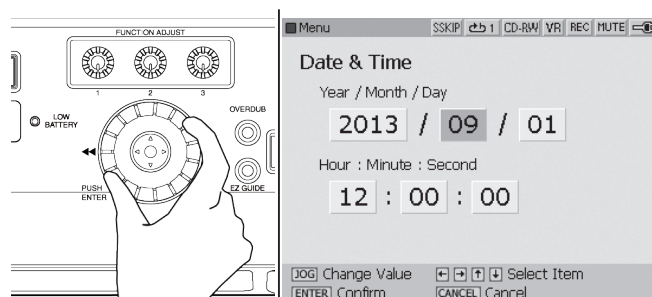 FUNCTION ADJUST
1 2 3
LOW
BATTERY
OVERDUB
PUSH
ENTER
EZ GUIDE
Menu SSKIP 1 CD-RW VR REC MUTE
Date & Time
Year / Month / Day
2013 / 09 / 01
Hour : Minute : Second
12 : 00 : 00
JOG Change Value ←→↑↓ Select Item
ENTER Confirm CANCEL Cancel